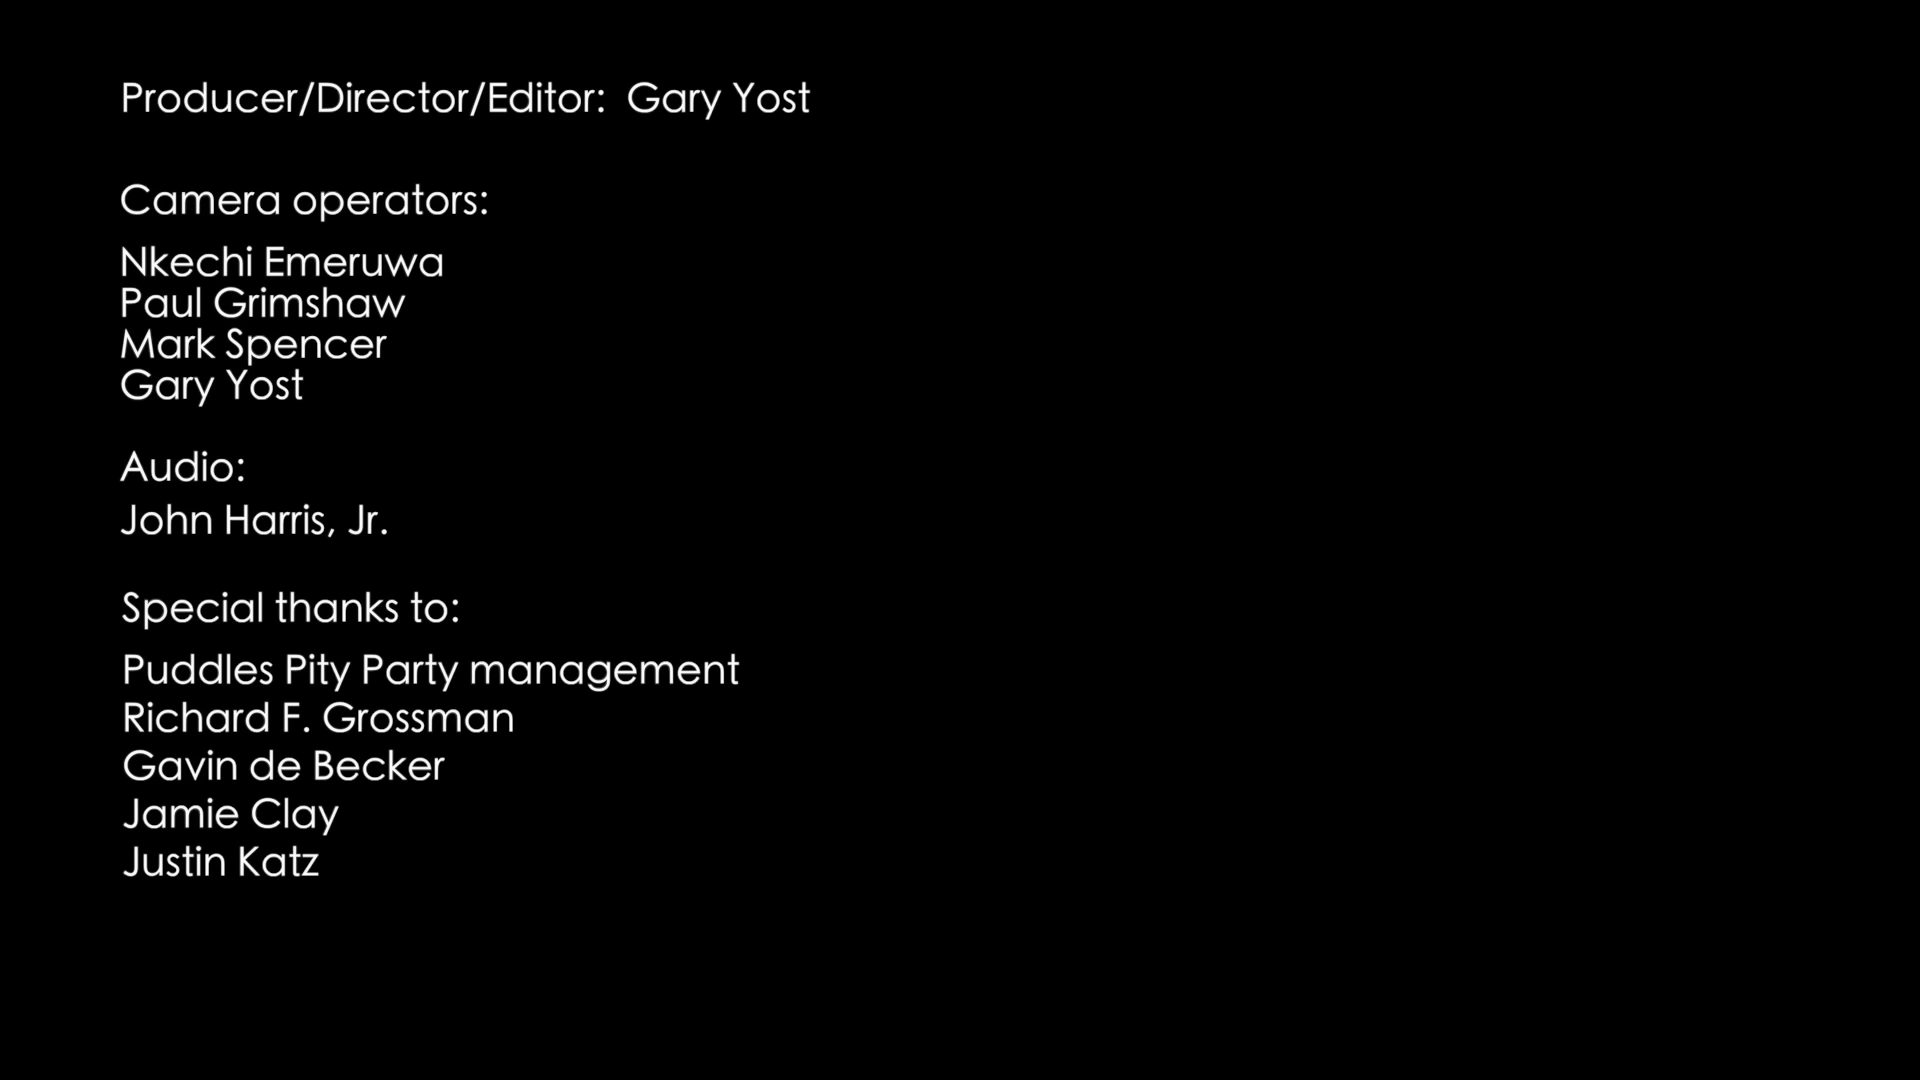 Producer/Director/Editor:  Gary Yost
Camera operators:
Nkechi Emeruwa
Paul Grimshaw
Mark Spencer
Gary Yost
Audio:
John Harris, Jr.
Special thanks to:
Puddles Pity Party management
Richard F. Grossman
Gavin de Becker
Jamie Clay
Justin Katz